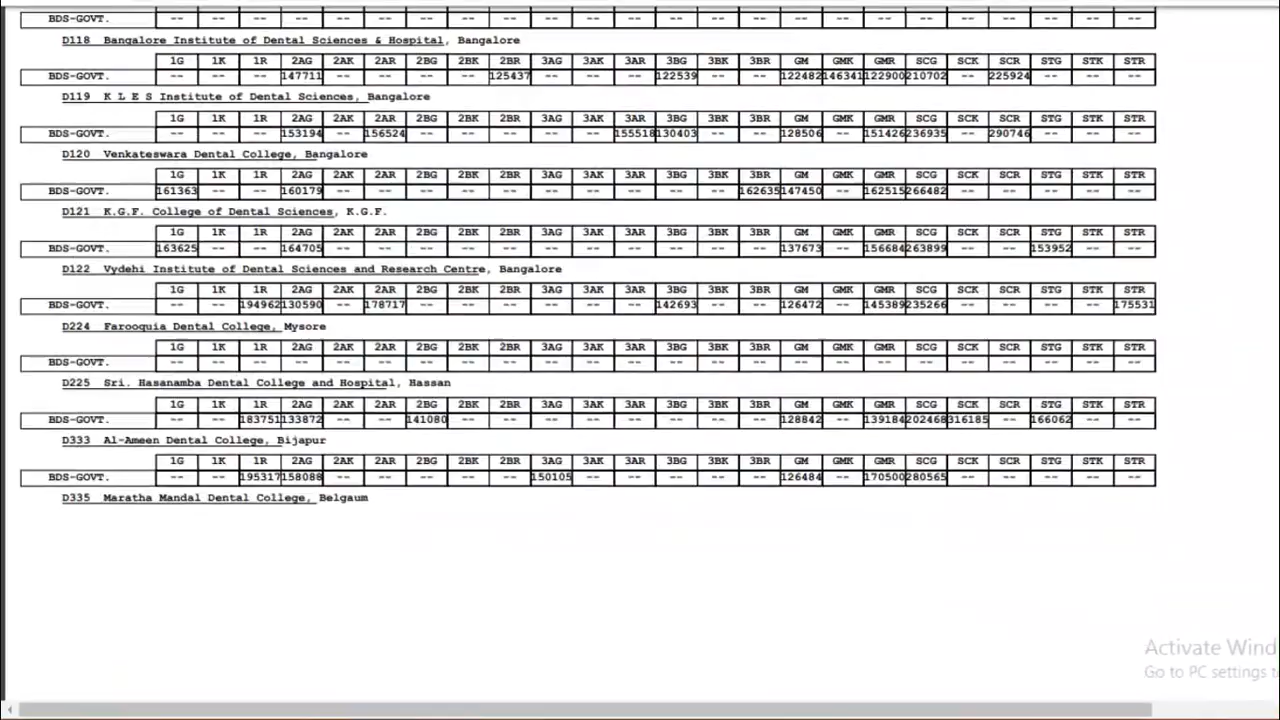 BDS-GOVT. -- -- -- -- -- -- -- -- -- -- -- -- -- -- -- -- -- -- -- -- -- -- -- --
D118 Bangalore Institute of Dental Sciences & Hospital, Bangalore
1G 1K 1R 2AG 2AK 2AR 2BG 2BK 2BR 3AG 3AK 3AR 3BG 3BK 3BR GM GMK GMR SCG SCK SCR STG STK STR
BDS-GOVT. -- -- -- 147711 -- -- -- -- 125437 -- -- -- 122539 -- -- 122482 146341 122900 210702 -- 225924 -- -- --
D119 K L E S Institute of Dental Sciences, Bangalore
1G 1K 1R 2AG 2AK 2AR 2BG 2BK 2BR 3AG 3AK 3AR 3BG 3BK 3BR GM GMK GMR SCG SCK SCR STG STK STR
BDS-GOVT. -- -- -- 153194 -- 156524 -- -- -- -- -- 155518 130403 -- -- 128506 -- 151426 236935 -- 290746 -- -- --
D120 Venkateswara Dental College, Bangalore
1G 1K 1R 2AG 2AK 2AR 2BG 2BK 2BR 3AG 3AK 3AR 3BG 3BK 3BR GM GMK GMR SCG SCK SCR STG STK STR
BDS-GOVT. 161363 -- -- 160179 -- -- -- -- -- -- -- -- -- -- 162635 147450 -- 162515 266482 -- -- -- -- --
D121 K.G.F. College of Dental Sciences, K.G.F.
1G 1K 1R 2AG 2AK 2AR 2BG 2BK 2BR 3AG 3AK 3AR 3BG 3BK 3BR GM GMK GMR SCG SCK SCR STG STK STR
BDS-GOVT. 163625 -- -- 164705 -- -- -- -- -- -- -- -- -- -- -- 137673 -- 156684 263899 -- -- 153952 -- --
D122 Vydehi Institute of Dental Sciences and Research Centre, Bangalore
1G 1K 1R 2AG 2AK 2AR 2BG 2BK 2BR 3AG 3AK 3AR 3BG 3BK 3BR GM GMK GMR SCG SCK SCR STG STK STR
BDS-GOVT. -- -- 194962 130590 -- 178717 -- -- -- -- -- -- 142693 -- -- 126472 -- 145389 235266 -- -- -- -- 175531
D224 Farooquia Dental College, Mysore
1G 1K 1R 2AG 2AK 2AR 2BG 2BK 2BR 3AG 3AK 3AR 3BG 3BK 3BR GM GMK GMR SCG SCK SCR STG STK STR
BDS-GOVT. -- -- -- -- -- -- -- -- -- -- -- -- -- -- -- -- -- -- -- -- -- -- -- --
D225 Sri. Hasanamba Dental College and Hospital, Hassan
1G 1K 1R 2AG 2AK 2AR 2BG 2BK 2BR 3AG 3AK 3AR 3BG 3BK 3BR GM GMK GMR SCG SCK SCR STG STK STR
BDS-GOVT. -- -- 183751 133872 -- -- 141080 -- -- -- -- -- -- -- -- 128842 -- 139184 202468 316185 -- 166062 -- --
D333 Al-Ameen Dental College, Bijapur
1G 1K 1R 2AG 2AK 2AR 2BG 2BK 2BR 3AG 3AK 3AR 3BG 3BK 3BR GM GMK GMR SCG SCK SCR STG STK STR
BDS-GOVT. -- -- 195317 158088 -- -- -- -- -- 150105 -- -- -- -- -- 126484 -- 170500 280565 -- -- -- -- --
D335 Maratha Mandal Dental College, Belgaum
Activate Wind
Go to PC settings t